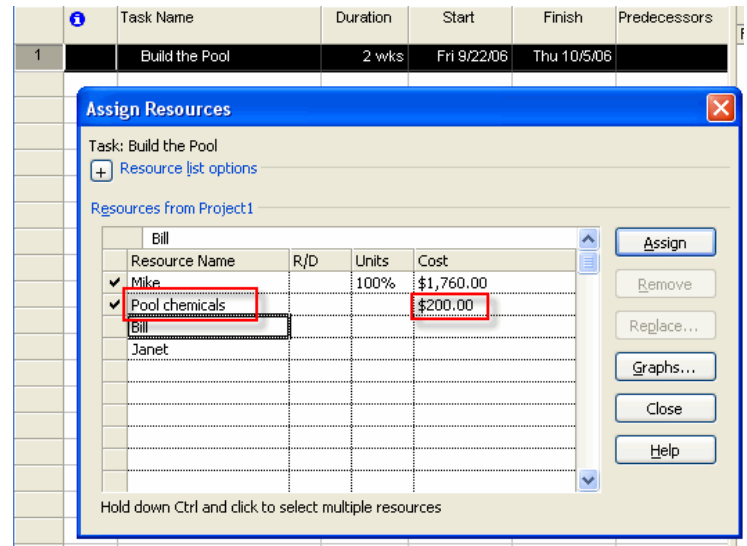 Task Name Duration Start Finish Predecessors
1 Build the Pool 2 wks Fri 9/22/06 Thu 10/5/06
Assign Resources
Task: Build the Pool
+ Resource list options
Resources from Project1
Bill
Assign
Resource Name R/D Units Cost
✔ Mike 100% $1,760.00
Remove
✔ Pool chemicals $200.00
Bill
Replace...
Janet
Graphs...
Close
Help
Hold down Ctrl and click to select multiple resources